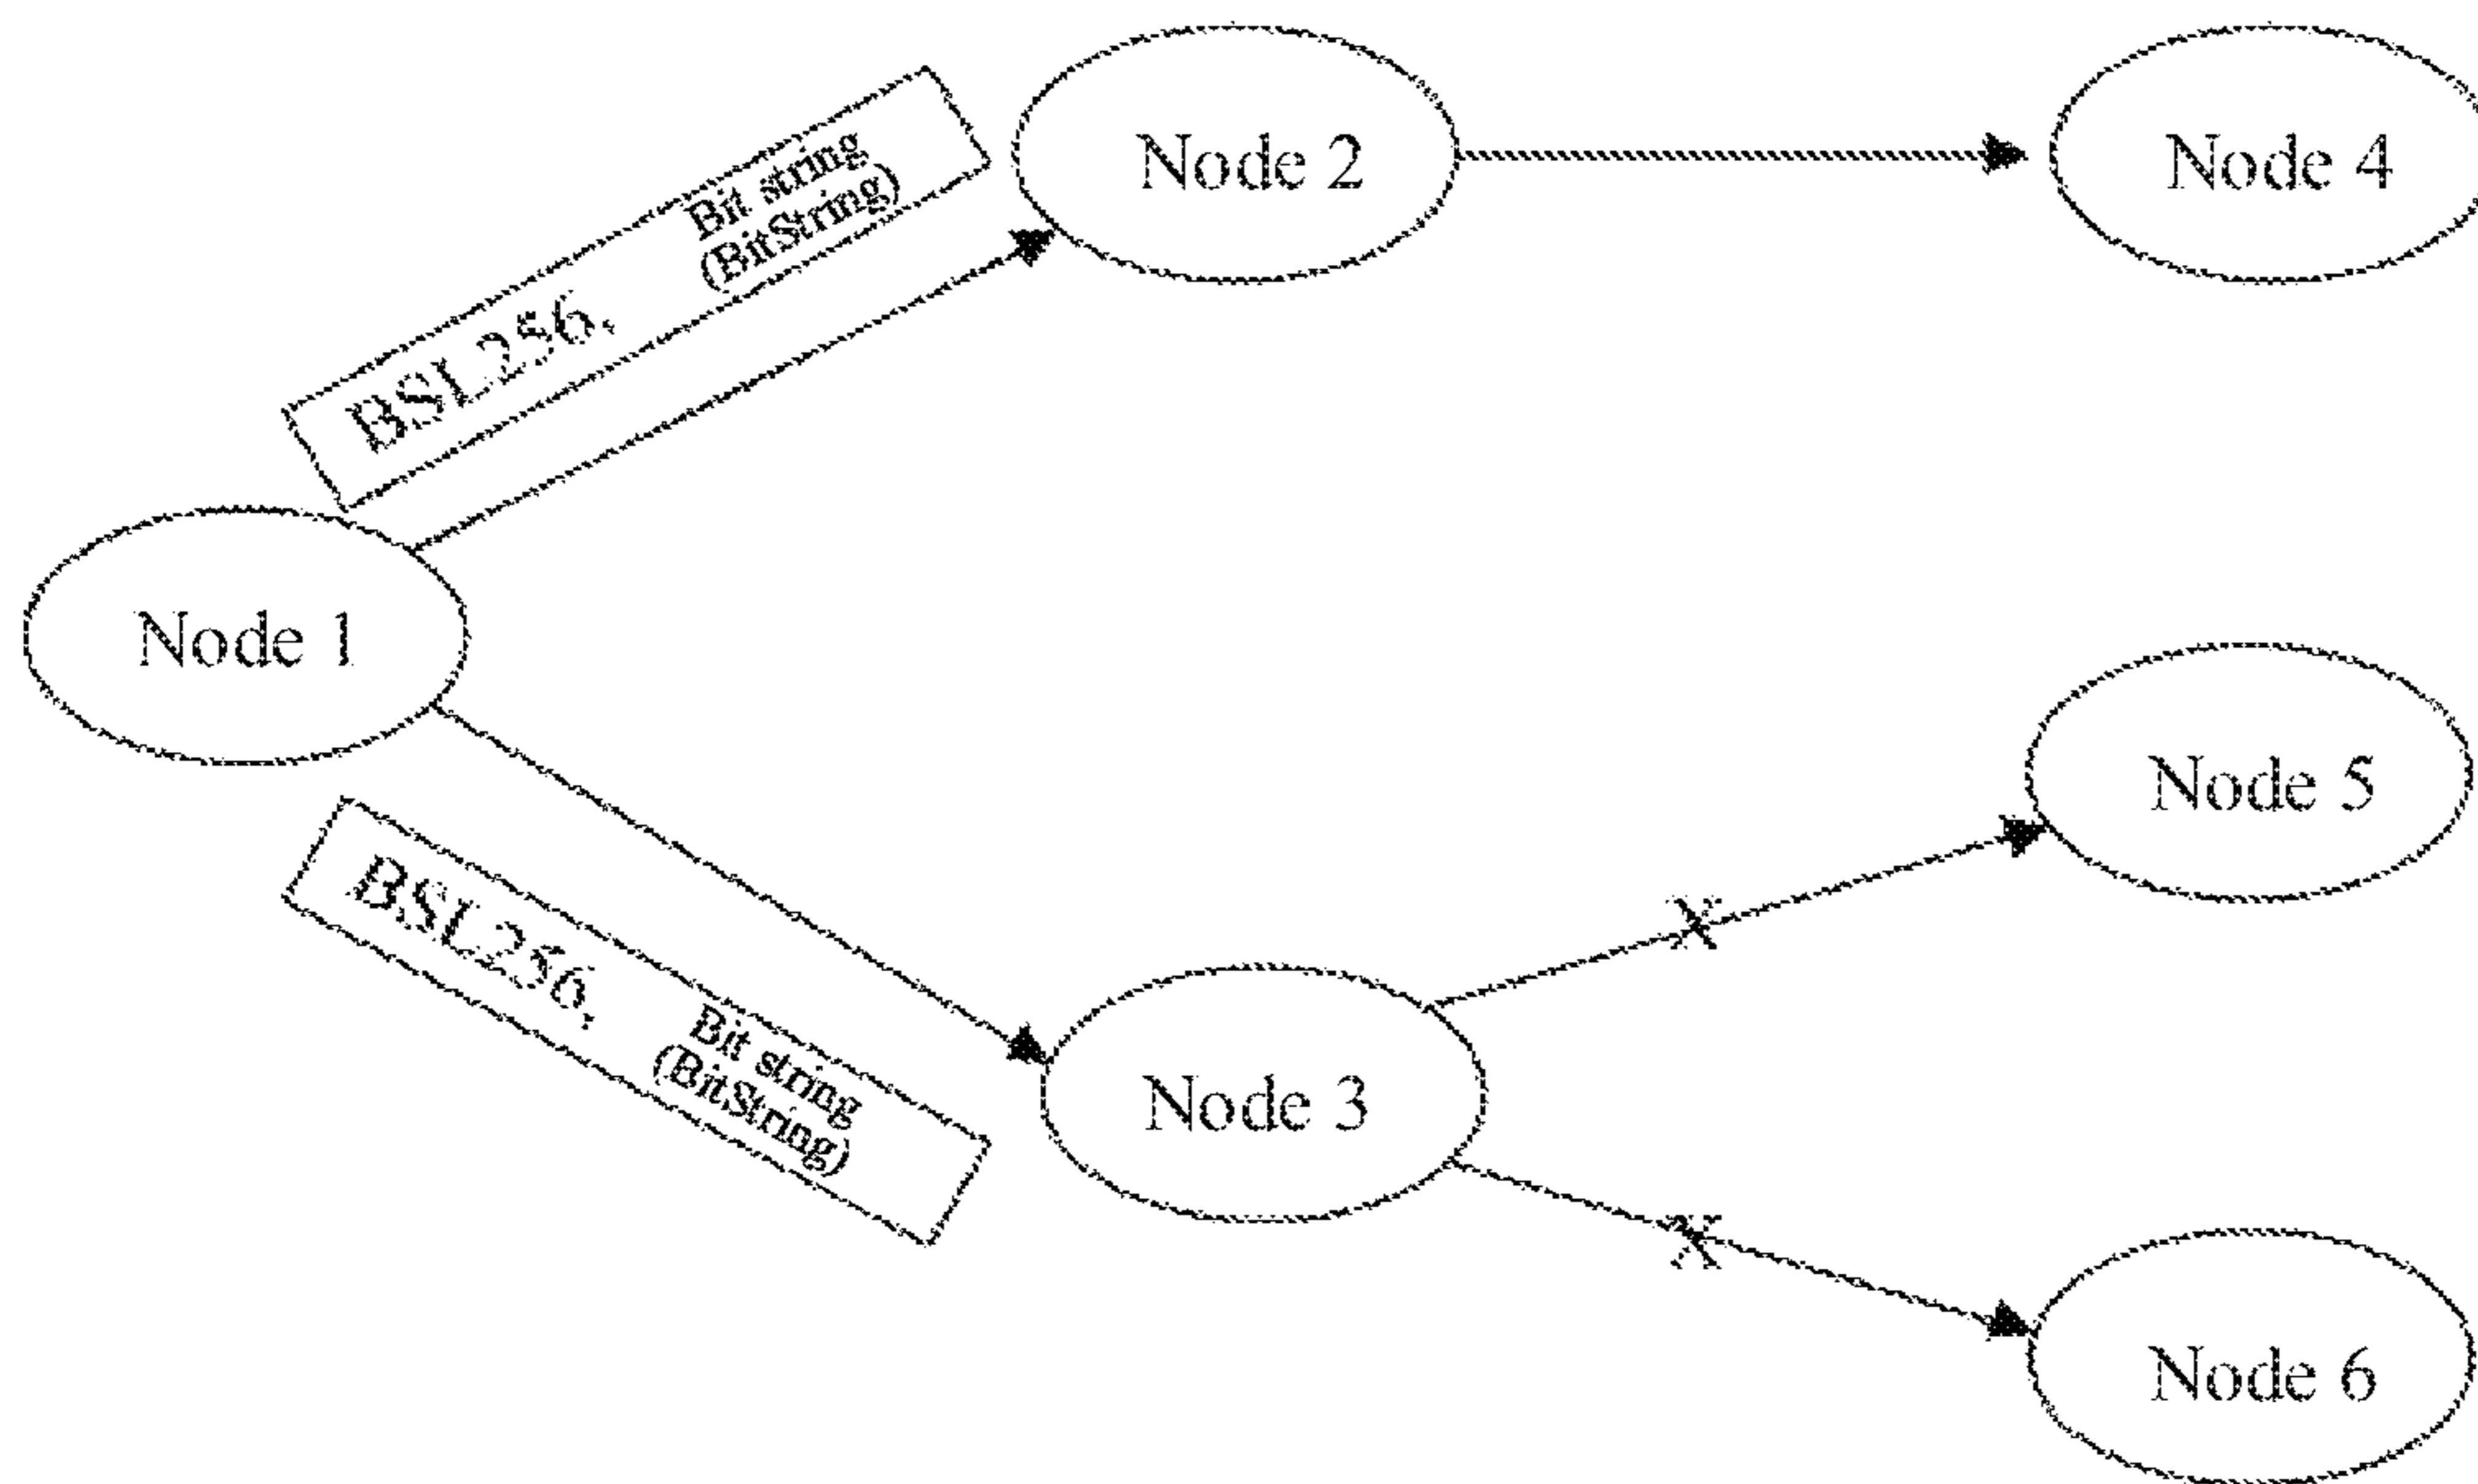 Node 2
Node 4
Bit string
(BitString)
BSL256,
Node 1
Node 5
BSL256,
Bit string
(BitString)
Node 3
X
X
Node 6